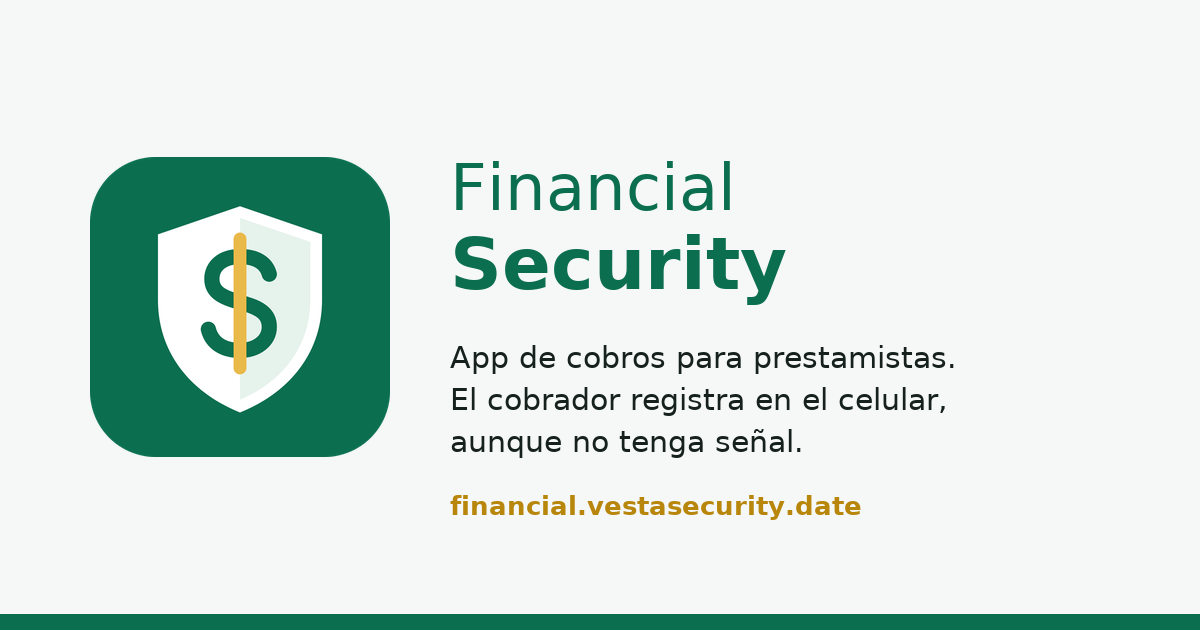 Financial
Security
App de cobros para prestamistas.
El cobrador registra en el celular,
aunque no tenga señal.
financial.vestasecurity.date